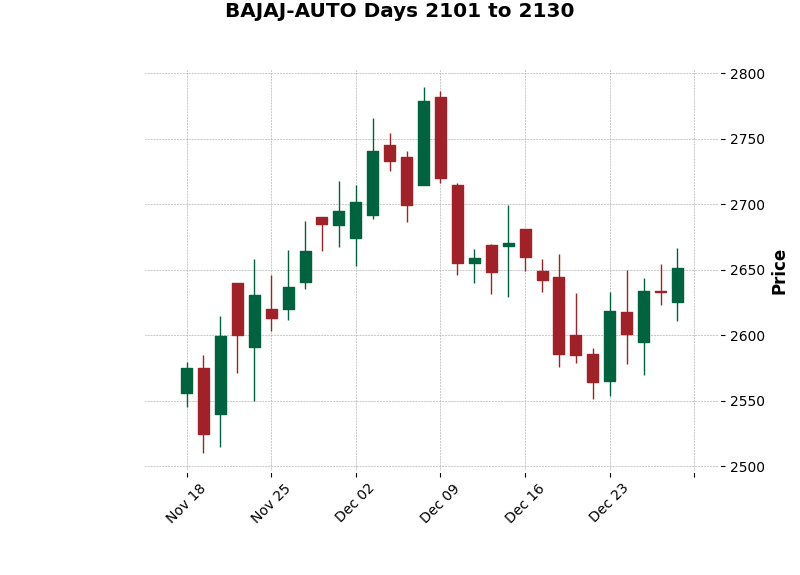 BAJAJ-AUTO Days 2101 to 2130
2800
2750
2700
2650
2600
2550
2500
Price
Nov 18
Nov 25
Dec 02
Dec 09
Dec 16
Dec 23